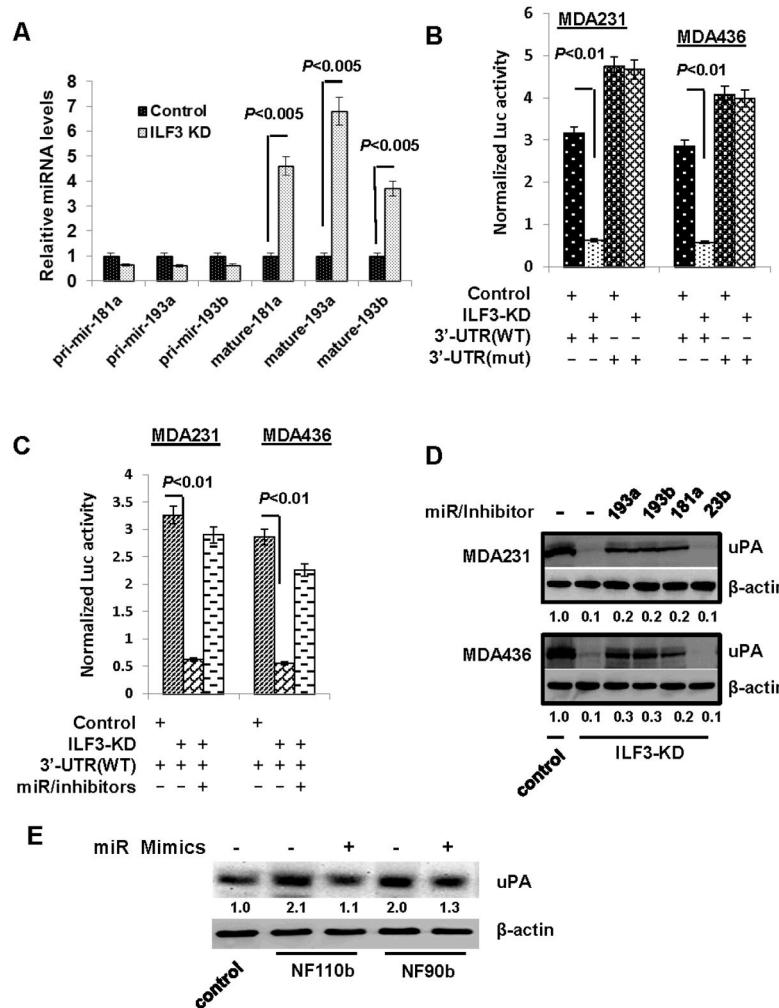 A
Relaitive miRNA levels
8
7
6
5
4
3
2
1
0
Control
ILF3 KD
P<0.005
P<0.005
P<0.005
pri-mir-181a
pri-mir-193a
pri-mir-193b
mature-181a
mature-193a
mature-193b
B
MDA231
MDA436
P<0.01
P<0.01
Normalized Luc activity
6
5
4
3
2
1
0
Control + + + +
ILF3-KD + + + +
3'-UTR(WT) + + − − + + − −
3'-UTR(mut) − − + + − − + +
C
MDA231
MDA436
P<0.01
P<0.01
Normalized Luc activity
4
3.5
3
2.5
2
1.5
1
0.5
0
Control + +
ILF3-KD + + + +
3'-UTR(WT) + + + + + +
miR/inhibitors − − + − − +
D
miR/Inhibitor − − 193a 193b 181a 23b
MDA231 uPA
β-actin
1.0 0.1 0.2 0.2 0.2 0.1
MDA436 uPA
β-actin
1.0 0.1 0.3 0.3 0.2 0.1
control ILF3-KD
E
miR Mimics - - + - +
uPA
1.0 2.1 1.1 2.0 1.3
β-actin
control NF110b NF90b